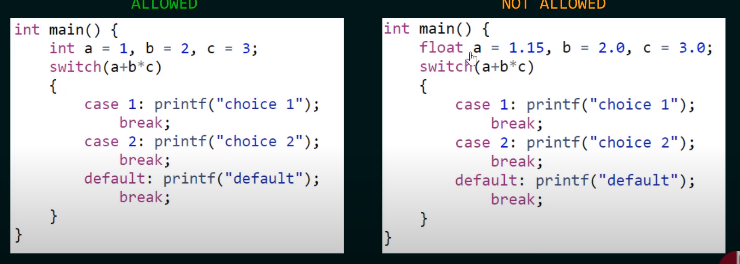 ALLOWED
int main() {
int a = 1, b = 2, c = 3;
switch(a+b*c)
{
case 1: printf("choice 1");
break;
case 2: printf("choice 2");
break;
default: printf("default");
break;
}
}
NOT ALLOWED
int main() {
float a = 1.15, b = 2.0, c = 3.0;
switch(a+b*c)
{
case 1: printf("choice 1");
break;
case 2: printf("choice 2");
break;
default: printf("default");
break;
}
}